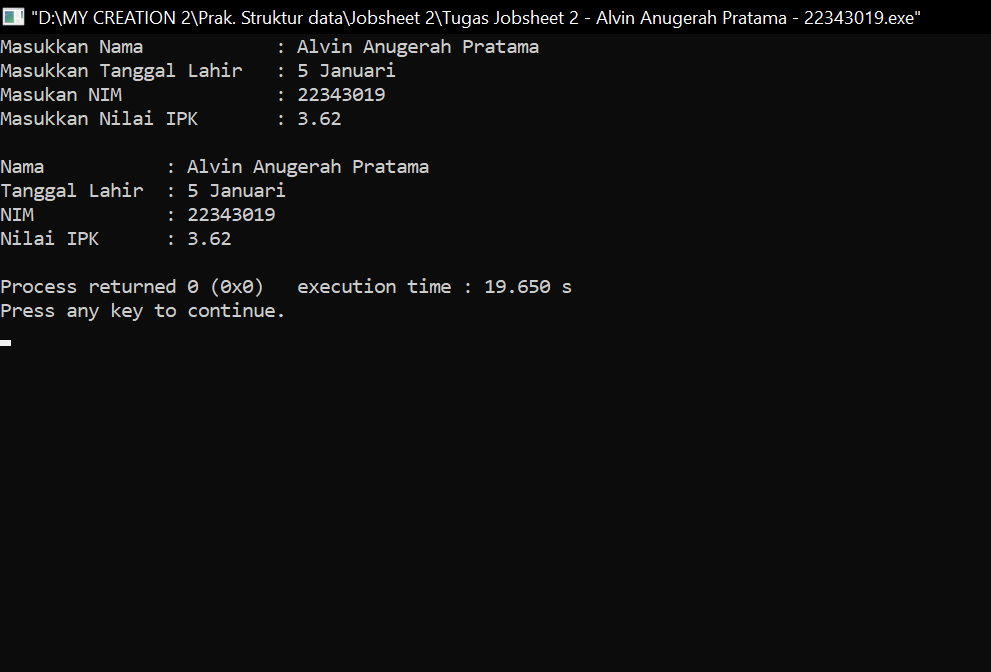 "D:\MY CREATION 2\Prak. Struktur data\Jobsheet 2\Tugas Jobsheet 2 - Alvin Anugerah Pratama - 22343019.exe"
Masukkan Nama            : Alvin Anugerah Pratama
Masukkan Tanggal Lahir   : 5 Januari
Masukan NIM              : 22343019
Masukkan Nilai IPK       : 3.62
Nama           : Alvin Anugerah Pratama
Tanggal Lahir  : 5 Januari
NIM            : 22343019
Nilai IPK      : 3.62
Process returned 0 (0x0)   execution time : 19.650 s
Press any key to continue.